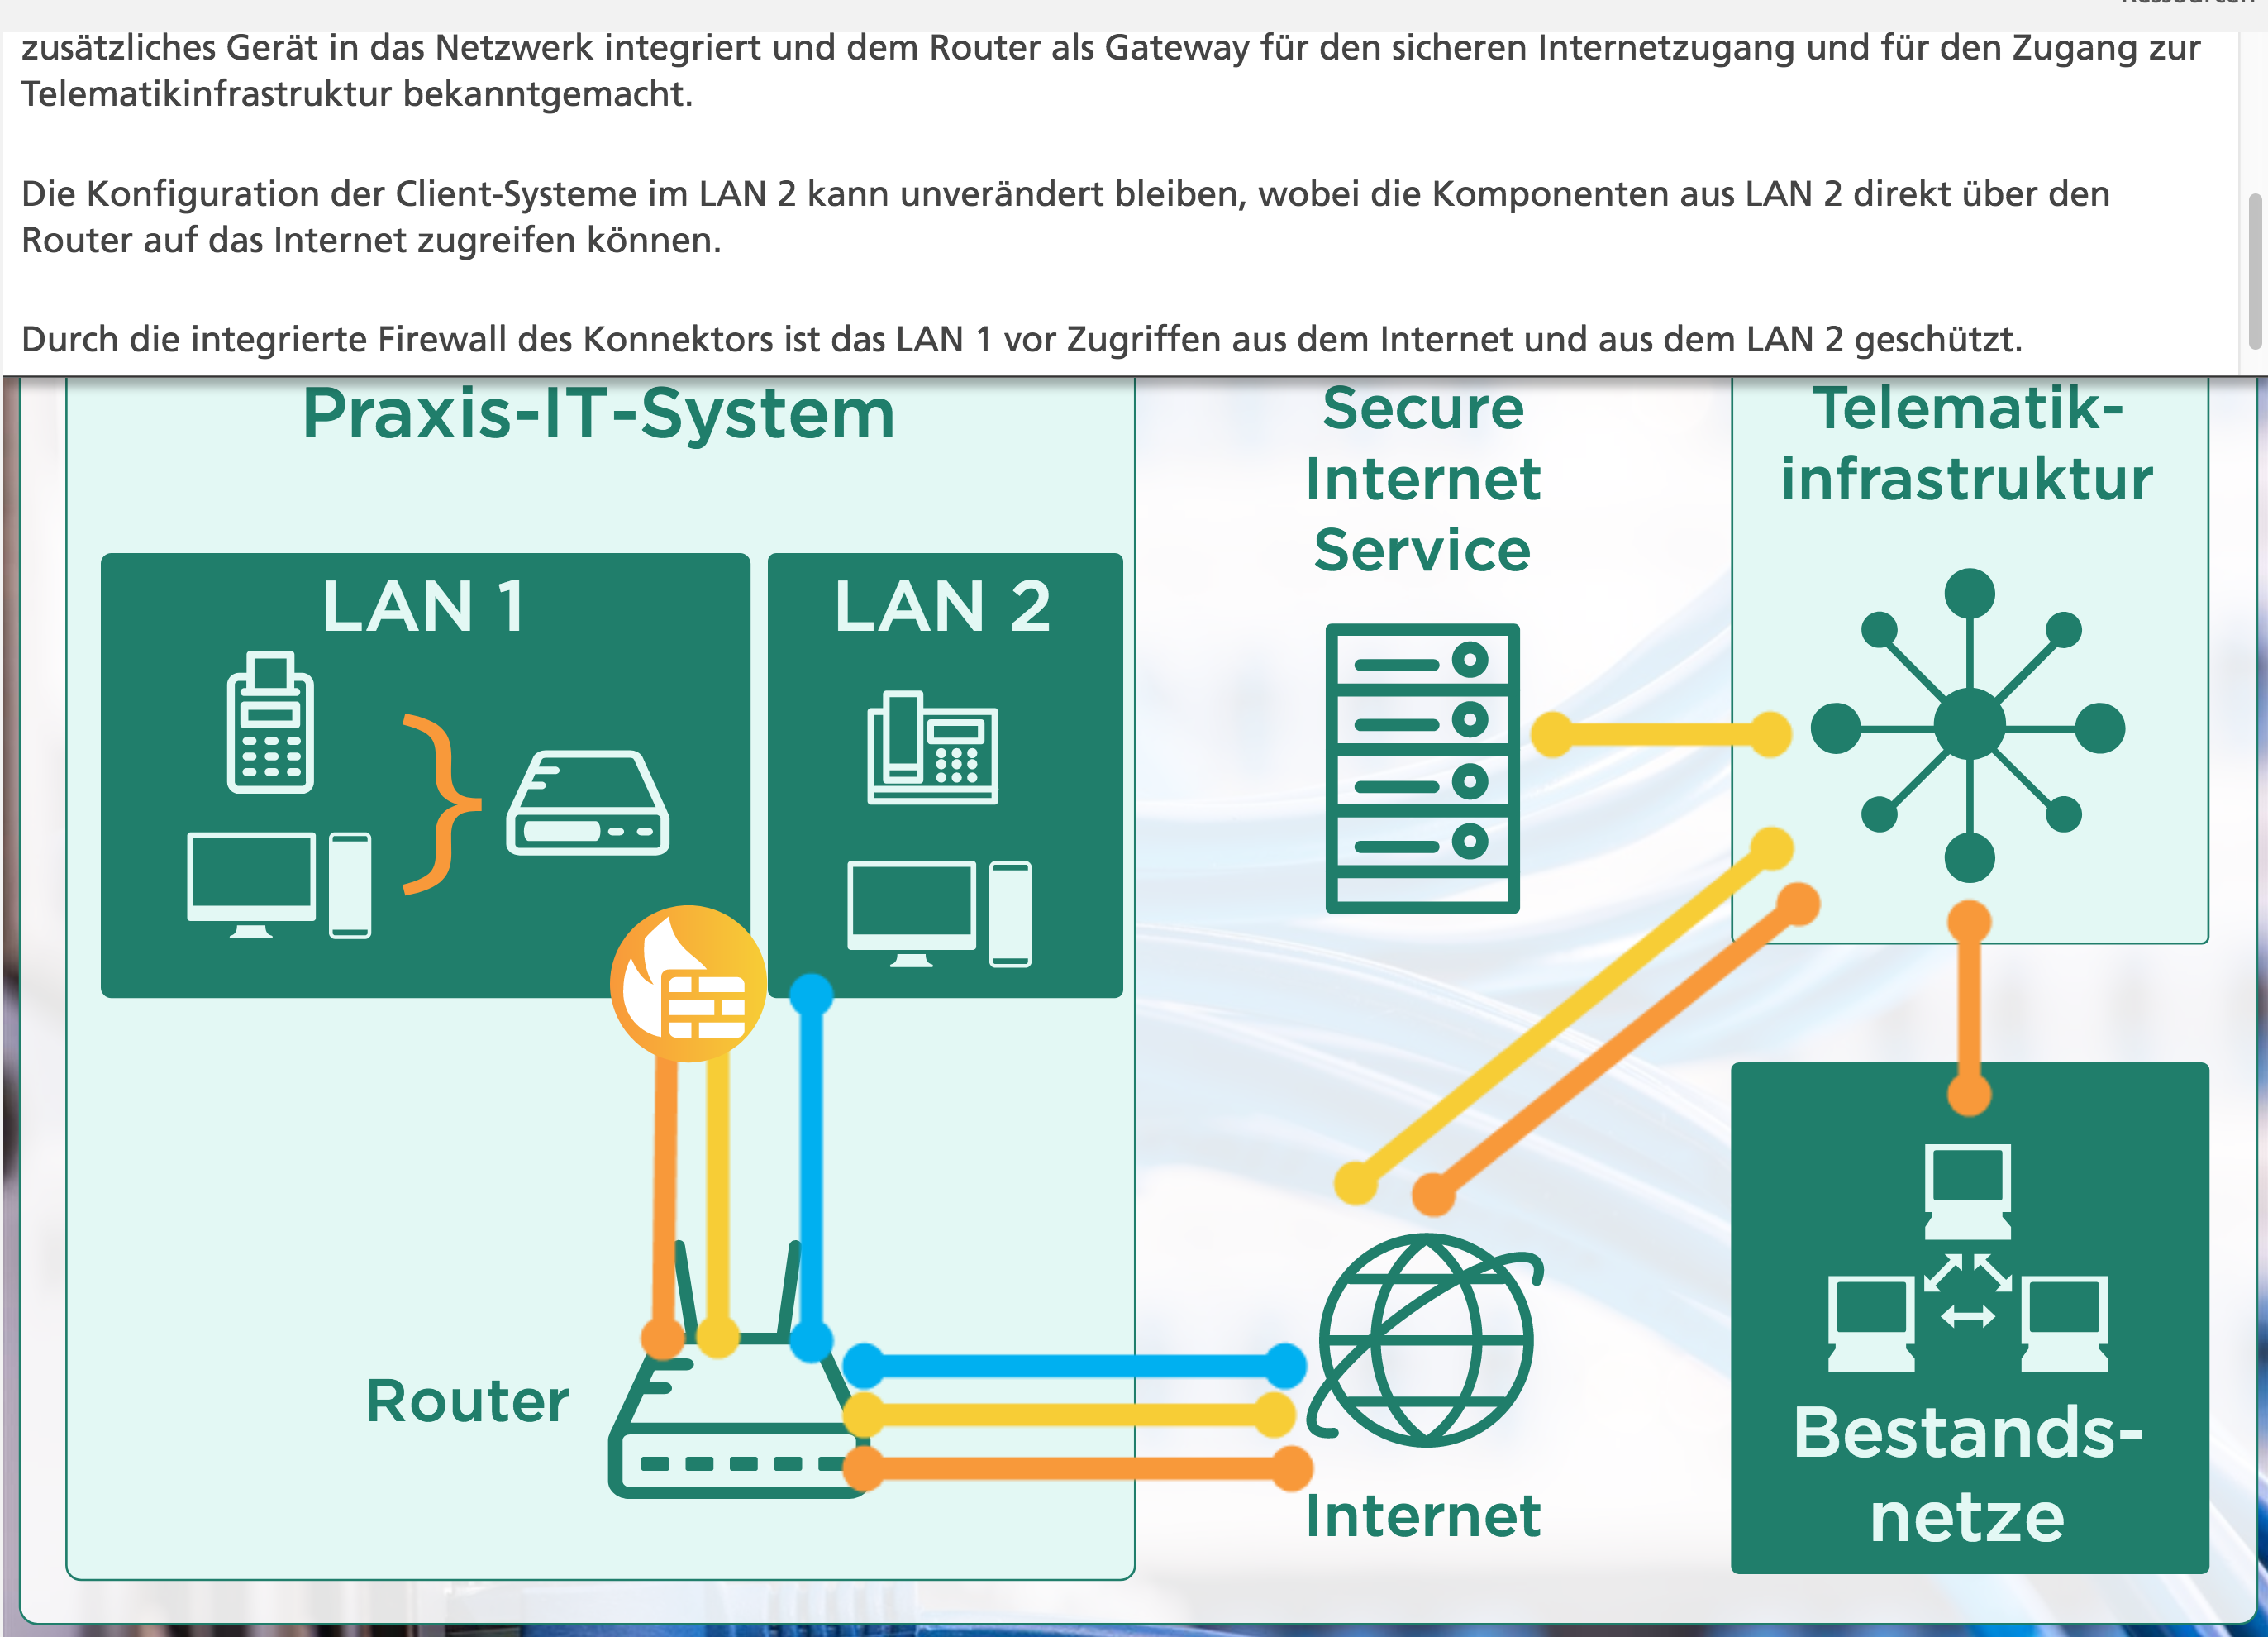 zusätzliches Gerät in das Netzwerk integriert und dem Router als Gateway für den sicheren Internetzugang und für den Zugang zur
Telematikinfrastruktur bekanntgemacht.
Die Konfiguration der Client-Systeme im LAN 2 kann unverändert bleiben, wobei die Komponenten aus LAN 2 direkt über den
Router auf das Internet zugreifen können.
Durch die integrierte Firewall des Konnektors ist das LAN 1 vor Zugriffen aus dem Internet und aus dem LAN 2 geschützt.
Praxis-IT-System
LAN 1
LAN 2
Router
Secure
Internet
Service
Internet
Telematik-
infrastruktur
Bestands-
netze